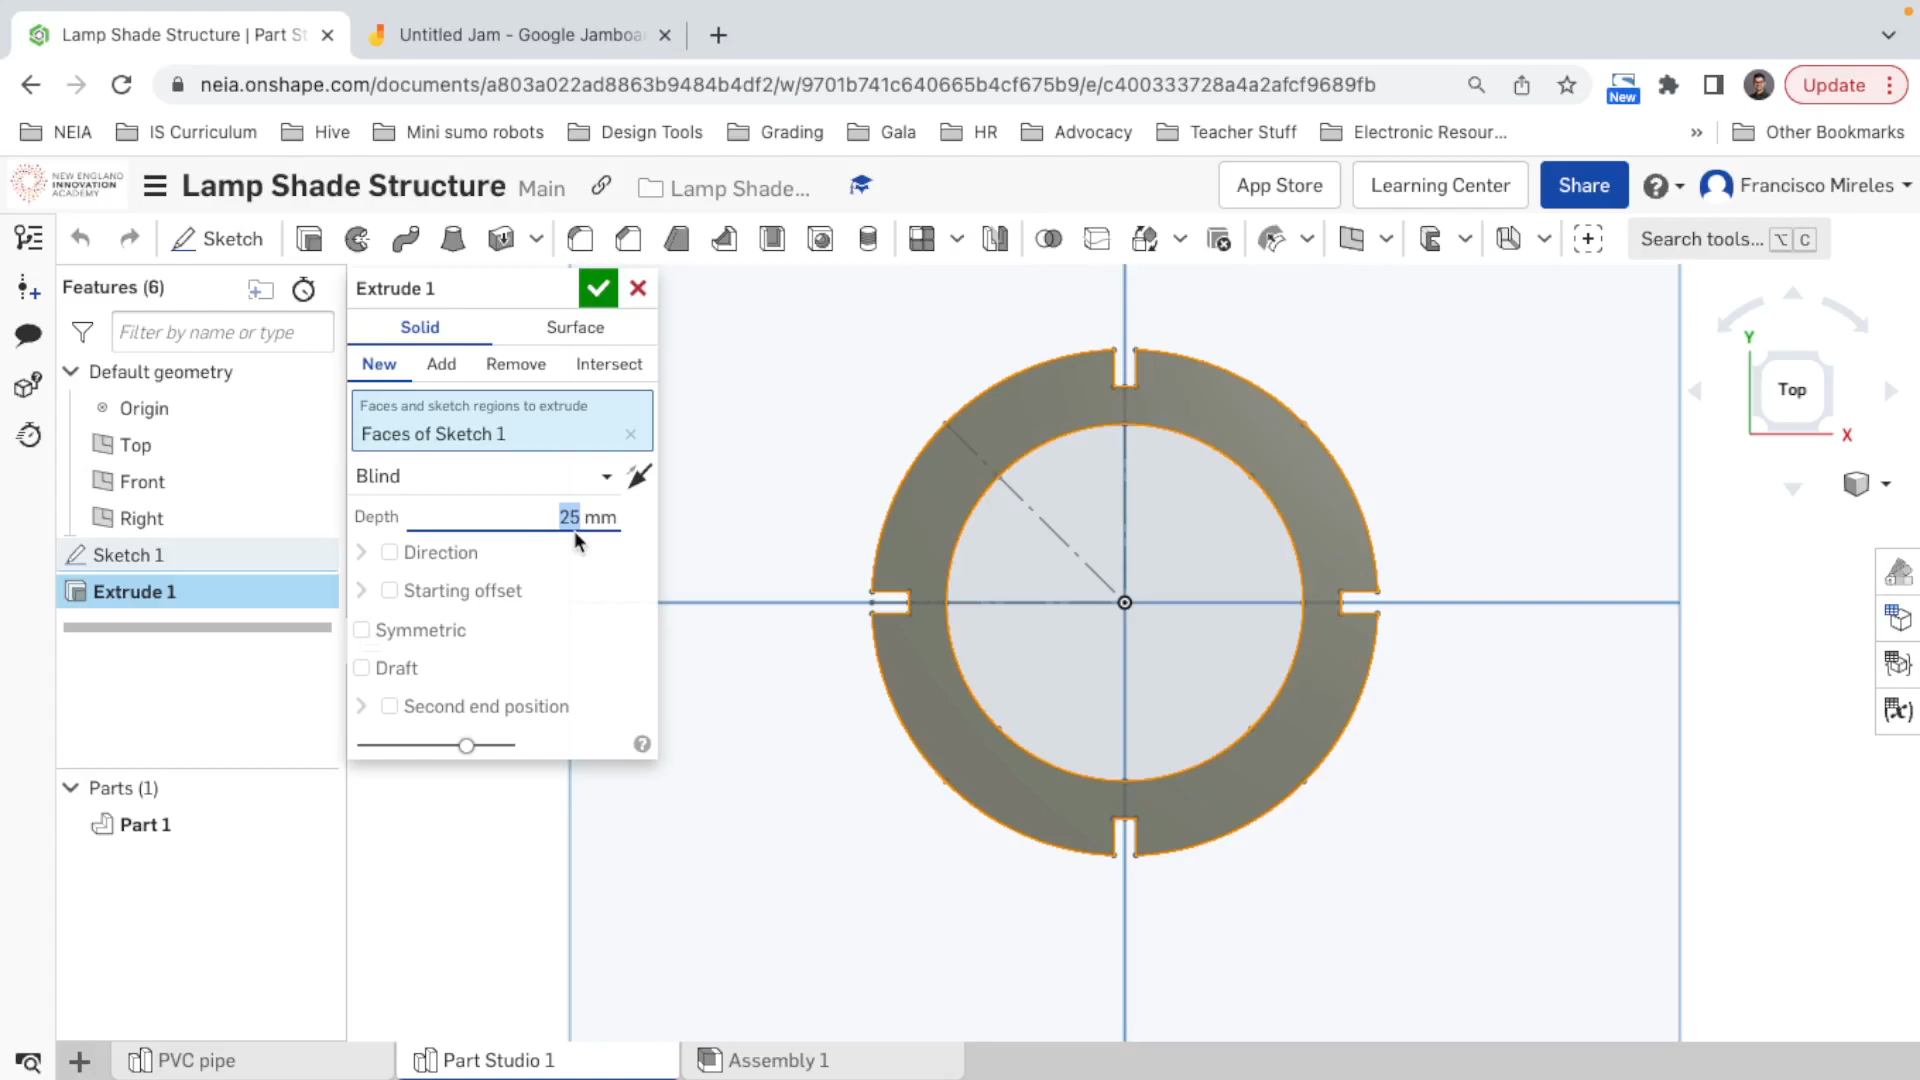 Lamp Shade Structure | Part St
Untitled Jam - Google Jamboa
neia.onshape.com/documents/a803a022ad8863b9484b4df2/w/9701b741c640665b4cf675b9/e/c400333728a4a2afcf9689fb
New
Update
NEIA
IS Curriculum
Hive
Mini sumo robots
Design Tools
Grading
Gala
HR
Advocacy
Teacher Stuff
Electronic Resour...
»
Other Bookmarks
NEW ENGLAND
INNOVATION
ACADEMY
Lamp Shade Structure
Main
Lamp Shade...
App Store
Learning Center
Share
Francisco Mireles
Sketch
Search tools... ⌥ C
Features (6)
Filter by name or type
Default geometry
Origin
Top
Front
Right
Sketch 1
Extrude 1
Parts (1)
Part 1
Extrude 1
Solid
Surface
New
Add
Remove
Intersect
Faces and sketch regions to extrude
Faces of Sketch 1
Blind
Depth
25 mm
Direction
Starting offset
Symmetric
Draft
Second end position
Y
Top
X
PVC pipe
Part Studio 1
Assembly 1